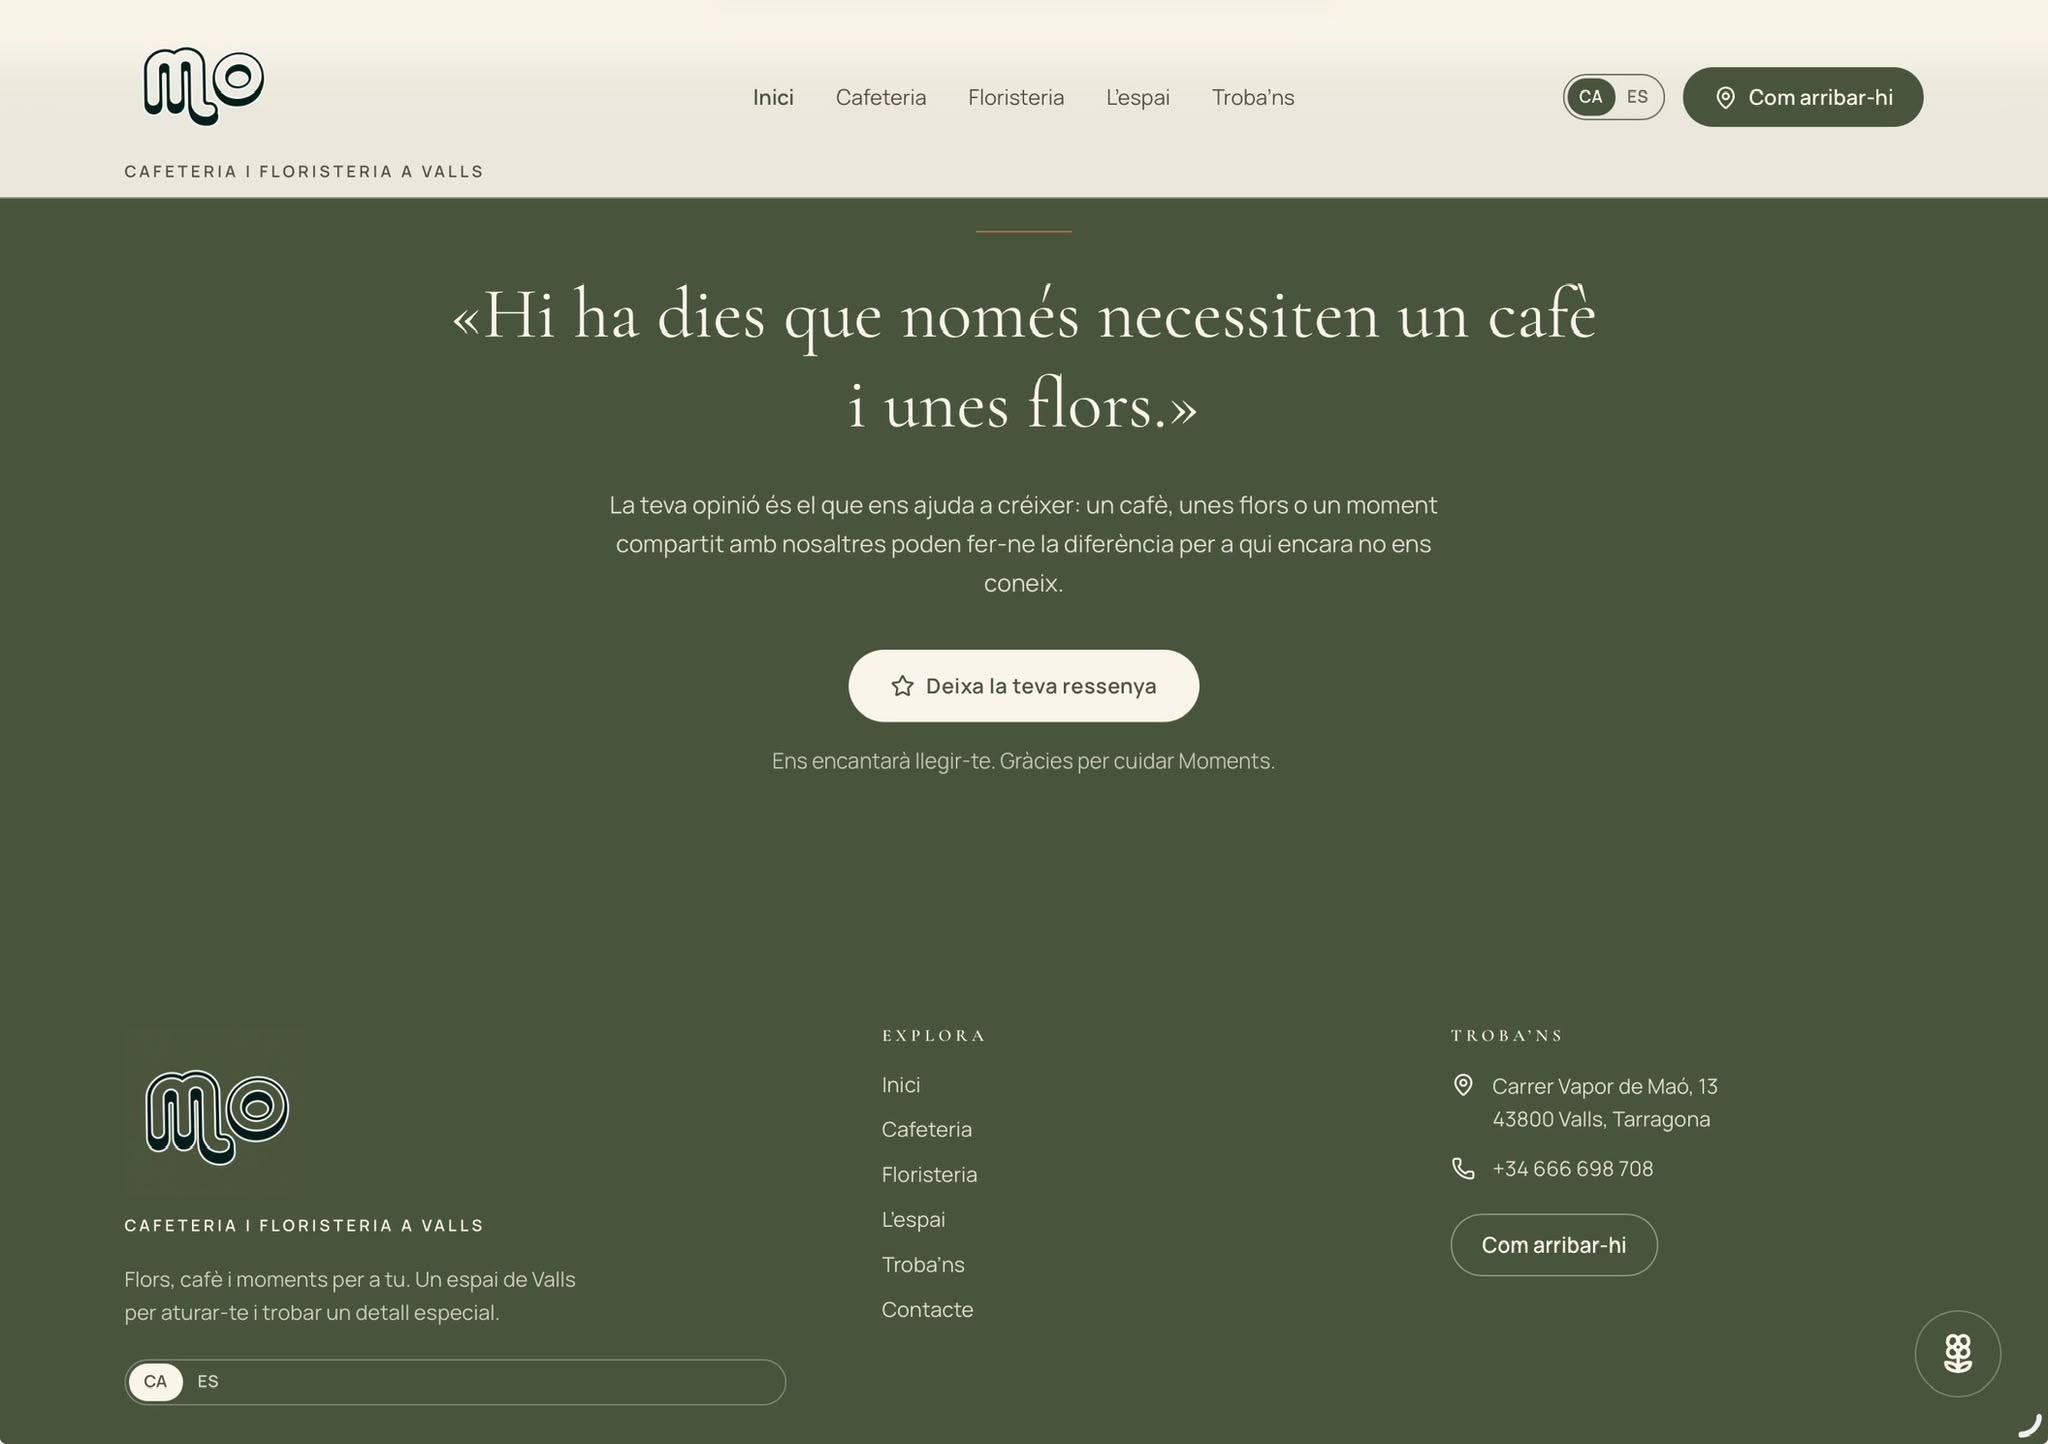 mo
Inici
Cafeteria
Floristeria
L'espai
Troba'ns
CA
ES
Com arribar-hi
CAFETERIA I FLORISTERIA A VALLS
«Hi ha dies que només necessiten un cafè
i unes flors.»
La teva opinió és el que ens ajuda a créixer: un cafè, unes flors o un moment
compartit amb nosaltres poden fer-ne la diferència per a qui encara no ens
coneix.
Deixa la teva ressenya
Ens encantarà llegir-te. Gràcies per cuidar Moments.
mo
CAFETERIA I FLORISTERIA A VALLS
Flors, cafè i moments per a tu. Un espai de Valls
per aturar-te i trobar un detall especial.
CA
ES
EXPLORA
Inici
Cafeteria
Floristeria
L'espai
Troba'ns
Contacte
TROBA'NS
Carrer Vapor de Maó, 13
43800 Valls, Tarragona
+34 666 698 708
Com arribar-hi